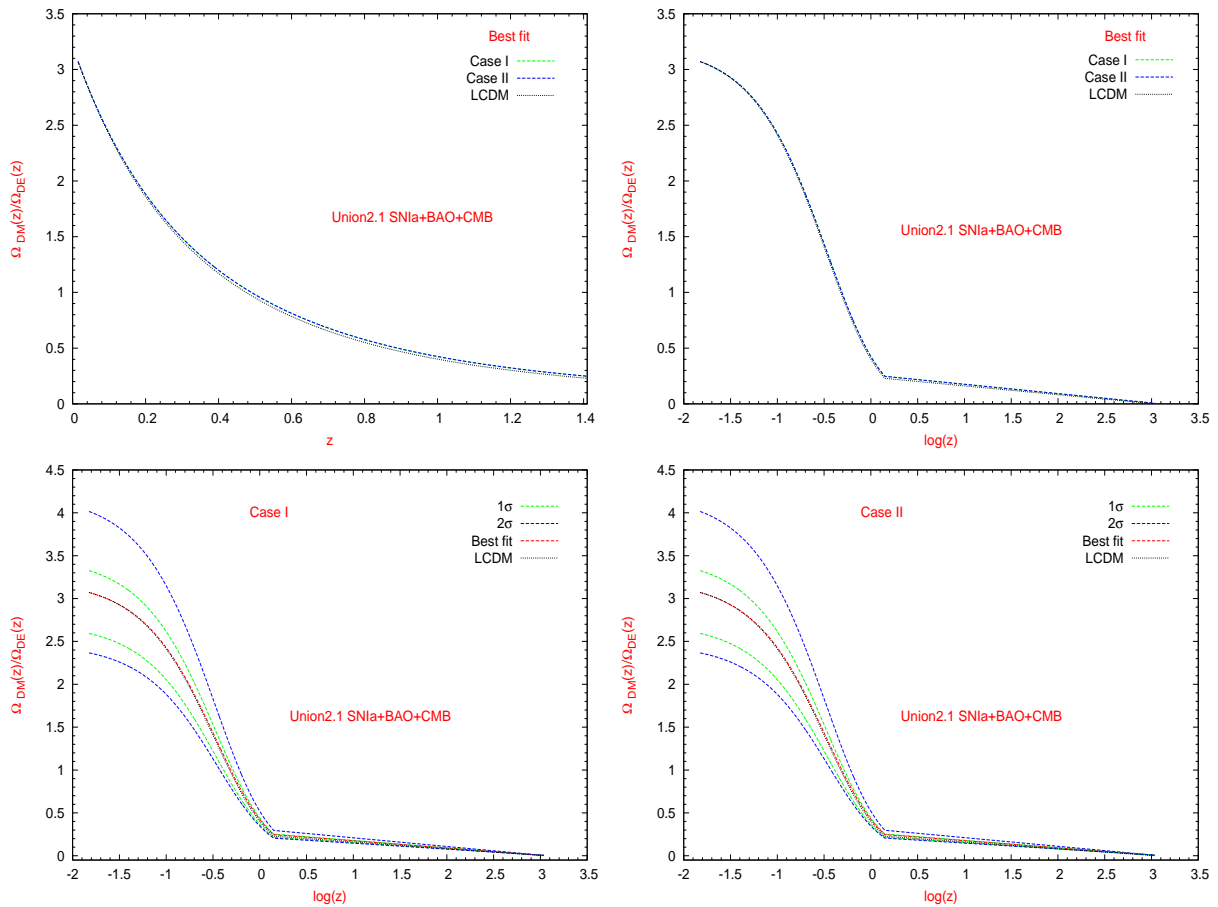 Best fit
Case I
Case II
LCDM
Union2.1 SNIa+BAO+CMB
Ω DM(z)/ΩDE(z)
3.5
3
2.5
2
1.5
1
0.5
0
0 0.2 0.4 0.6 0.8 1 1.2 1.4
z
Best fit
Case I
Case II
LCDM
Union2.1 SNIa+BAO+CMB
Ω DM(z)/ΩDE(z)
3.5
3
2.5
2
1.5
1
0.5
0
-2 -1.5 -1 -0.5 0 0.5 1 1.5 2 2.5 3 3.5
log(z)
Case I
1σ
2σ
Best fit
LCDM
Union2.1 SNIa+BAO+CMB
Ω DM(z)/ΩDE(z)
4.5
4
3.5
3
2.5
2
1.5
1
0.5
0
-2 -1.5 -1 -0.5 0 0.5 1 1.5 2 2.5 3 3.5
log(z)
Case II
1σ
2σ
Best fit
LCDM
Union2.1 SNIa+BAO+CMB
Ω DM(z)/ΩDE(z)
4.5
4
3.5
3
2.5
2
1.5
1
0.5
0
-2 -1.5 -1 -0.5 0 0.5 1 1.5 2 2.5 3 3.5
log(z)